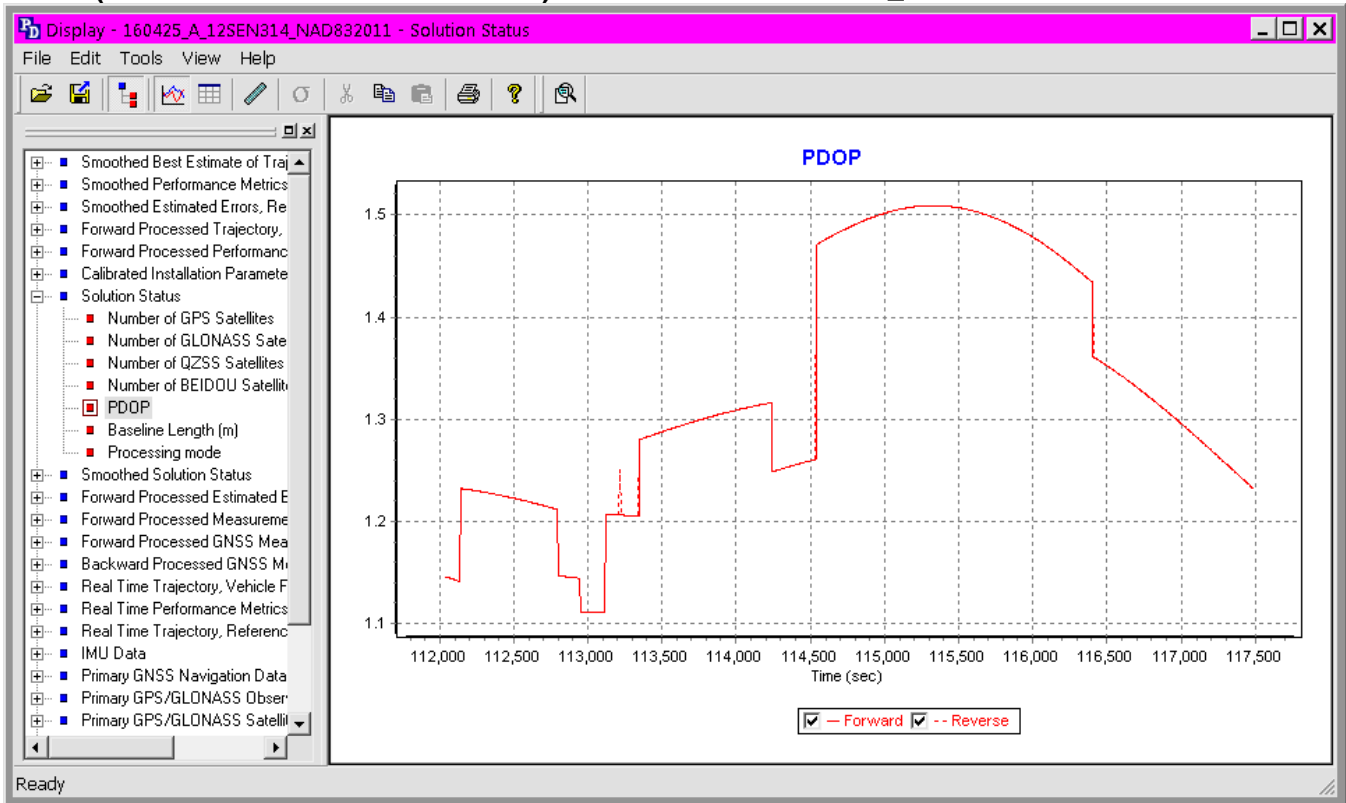 Display - 160425_A_12SEN314_NAD832011 - Solution Status
File Edit Tools View Help
Smoothed Best Estimate of Traj
Smoothed Performance Metrics
Smoothed Estimated Errors, Re
Forward Processed Trajectory,
Forward Processed Performanc
Calibrated Installation Paramete
Solution Status
Number of GPS Satellites
Number of GLONASS Sate
Number of QZSS Satellites
Number of BEIDOU Satellit
PDOP
Baseline Length (m)
Processing mode
Smoothed Solution Status
Forward Processed Estimated E
Forward Processed Measureme
Forward Processed GNSS Mea
Backward Processed GNSS M
Real Time Trajectory, Vehicle F
Real Time Performance Metrics
Real Time Trajectory, Referenc
IMU Data
Primary GNSS Navigation Data
Primary GPS/GLONASS Obser
Primary GPS/GLONASS Satelli
PDOP
1.5
1.4
1.3
1.2
1.1
112,000 112,500 113,000 113,500 114,000 114,500 115,000 115,500 116,000 116,500 117,000 117,500
Time (sec)
— Forward -- Reverse
Ready